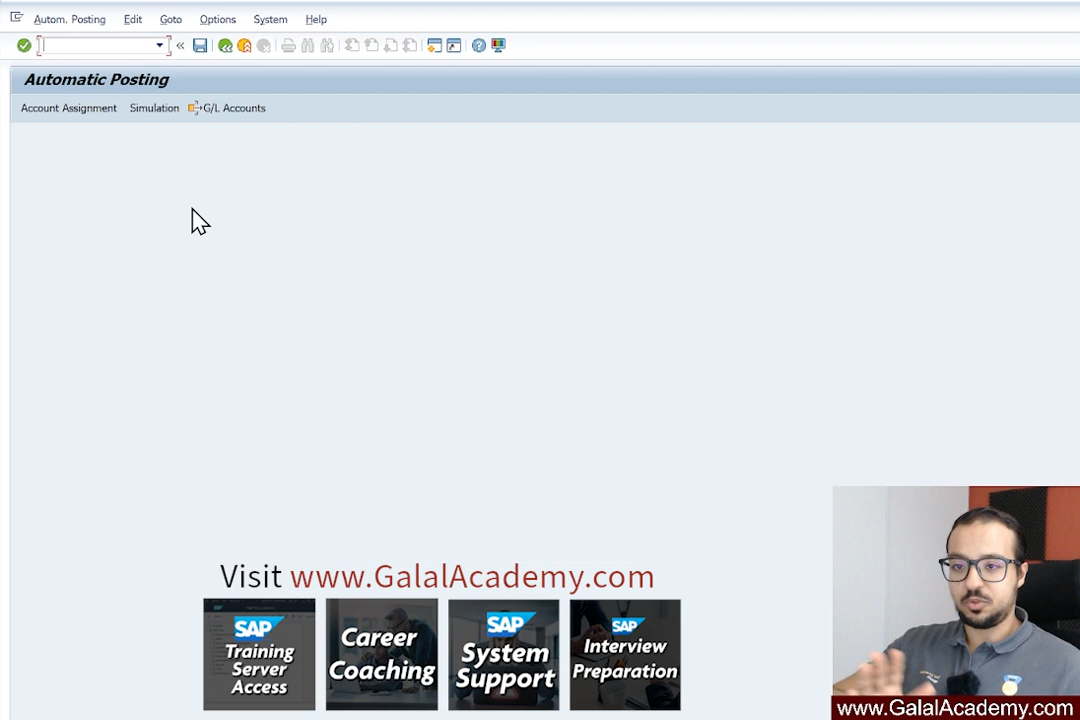 Autom. Posting Edit Goto Options System Help
Automatic Posting
Account Assignment Simulation G/L Accounts
Visit www.GalalAcademy.com
SAP
Training
Server
Access
Career
Coaching
SAP
System
Support
SAP
Interview
Preparation
www.GalalAcademy.com